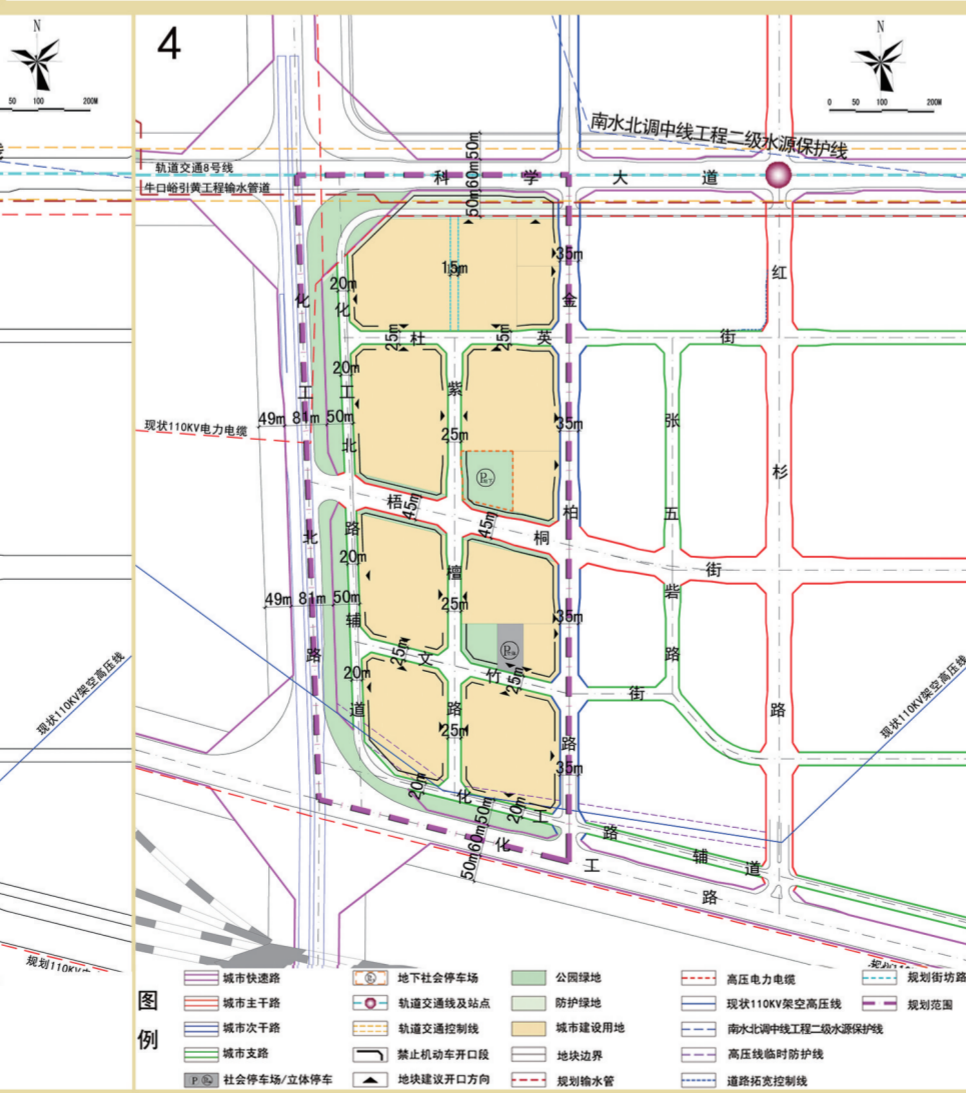 N
50 100 200M
规划110KV
4
N
0 50 100 200M
南水北调中线工程二级水源保护线
轨道交通8号线
牛口峪引黄工程输水管道
科学大道
50m60m50m
35m
15m
20m
化工北路
化工北路辅道
金柏路
红杉路
杜英街
25m
25m
20m
紫檀路
49m 81m 50m
25m
35m
现状110KV电力电缆
张五砦路
P
梧桐街
45m
45m
20m
49m 81m 50m
25m
35m
P
文竹街
25m
25m
20m
25m
35m
现状110KV架空高压线
现状110KV架空高压线
20m
20m
化工路辅道
化工路
50m60m50m
图例
城市快速路
城市主干路
城市次干路
城市支路
社会停车场/立体停车
地下社会停车场
轨道交通线及站点
轨道交通控制线
禁止机动车开口段
地块建议开口方向
公园绿地
防护绿地
城市建设用地
地块边界
规划输水管
高压电力电缆
现状110KV架空高压线
南水北调中线工程二级水源保护线
高压线临时防护线
道路拓宽控制线
规划街坊路
规划范围